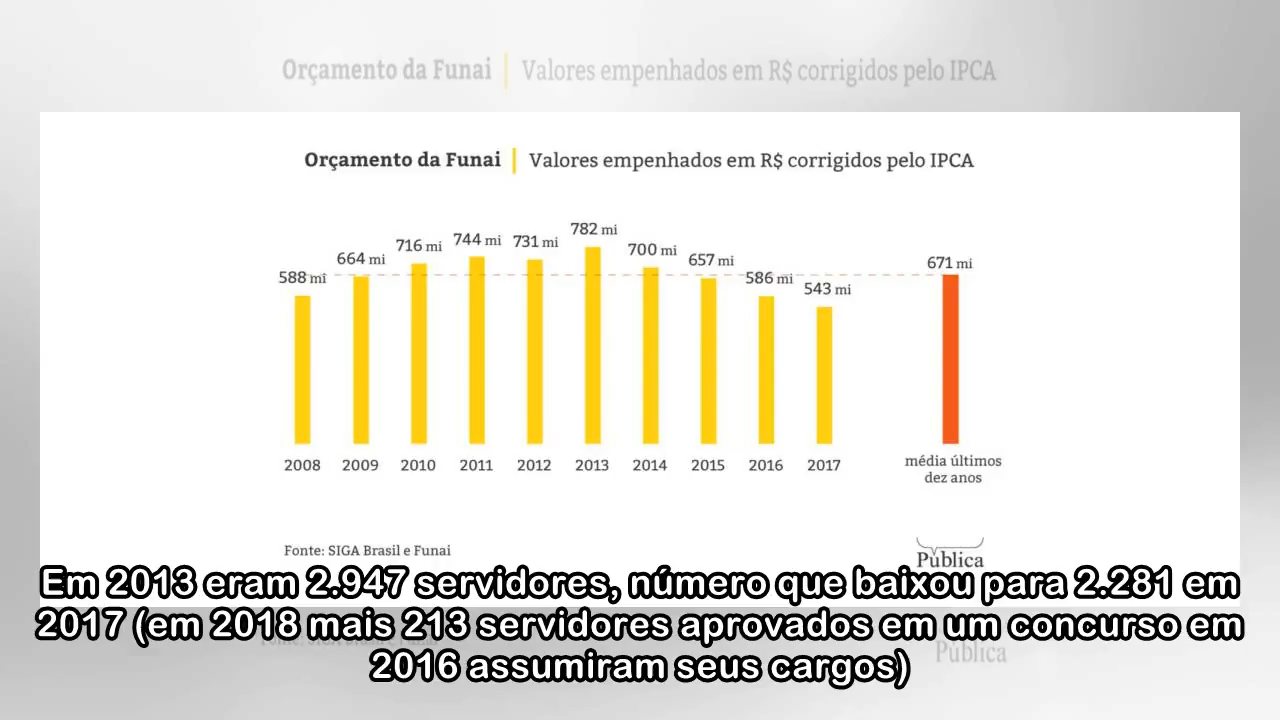 Orçamento da Funai | Valores empenhados em R$ corrigidos pelo IPCA
Orçamento da Funai | Valores empenhados em R$ corrigidos pelo IPCA
588 mi
664 mi
716 mi
744 mi
731 mi
782 mi
700 mi
657 mi
586 mi
543 mi
671 mi
2008 2009 2010 2011 2012 2013 2014 2015 2016 2017
média últimos
dez anos
Fonte: SIGA Brasil e Funai
Pública
Em 2013 eram 2.947 servidores, número que baixou para 2.281 em
2017 (em 2018 mais 213 servidores aprovados em um concurso em
2016 assumiram seus cargos)
Pública